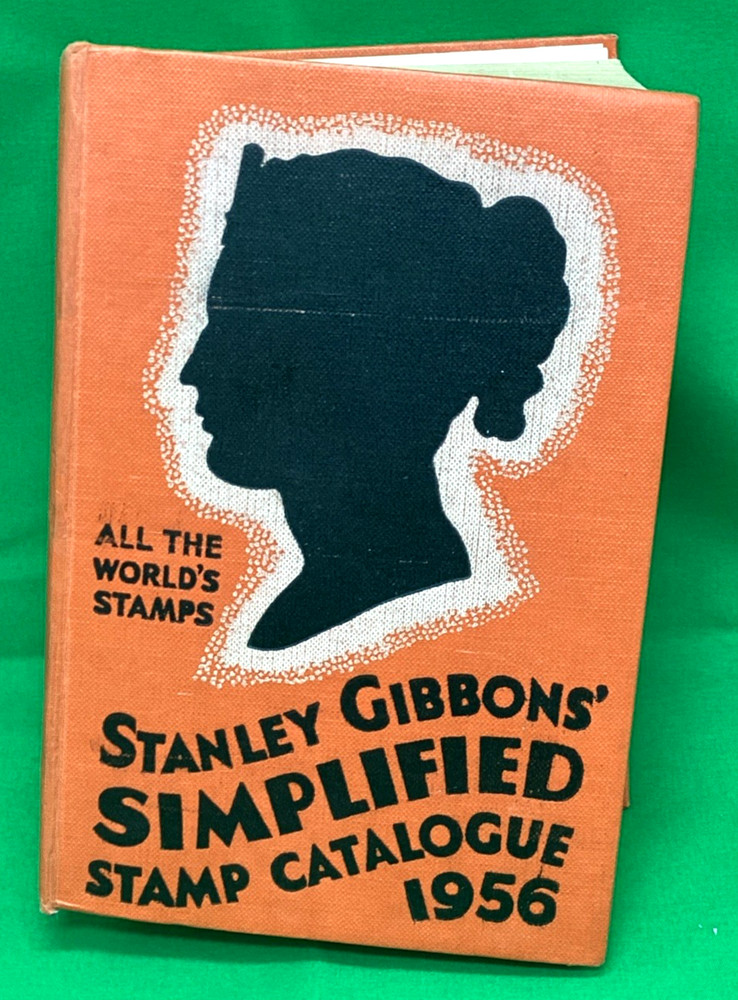 ALL THE
WORLD'S
STAMPS
STANLEY GIBBONS'
SIMPLIFIED
STAMP CATALOGUE
1956